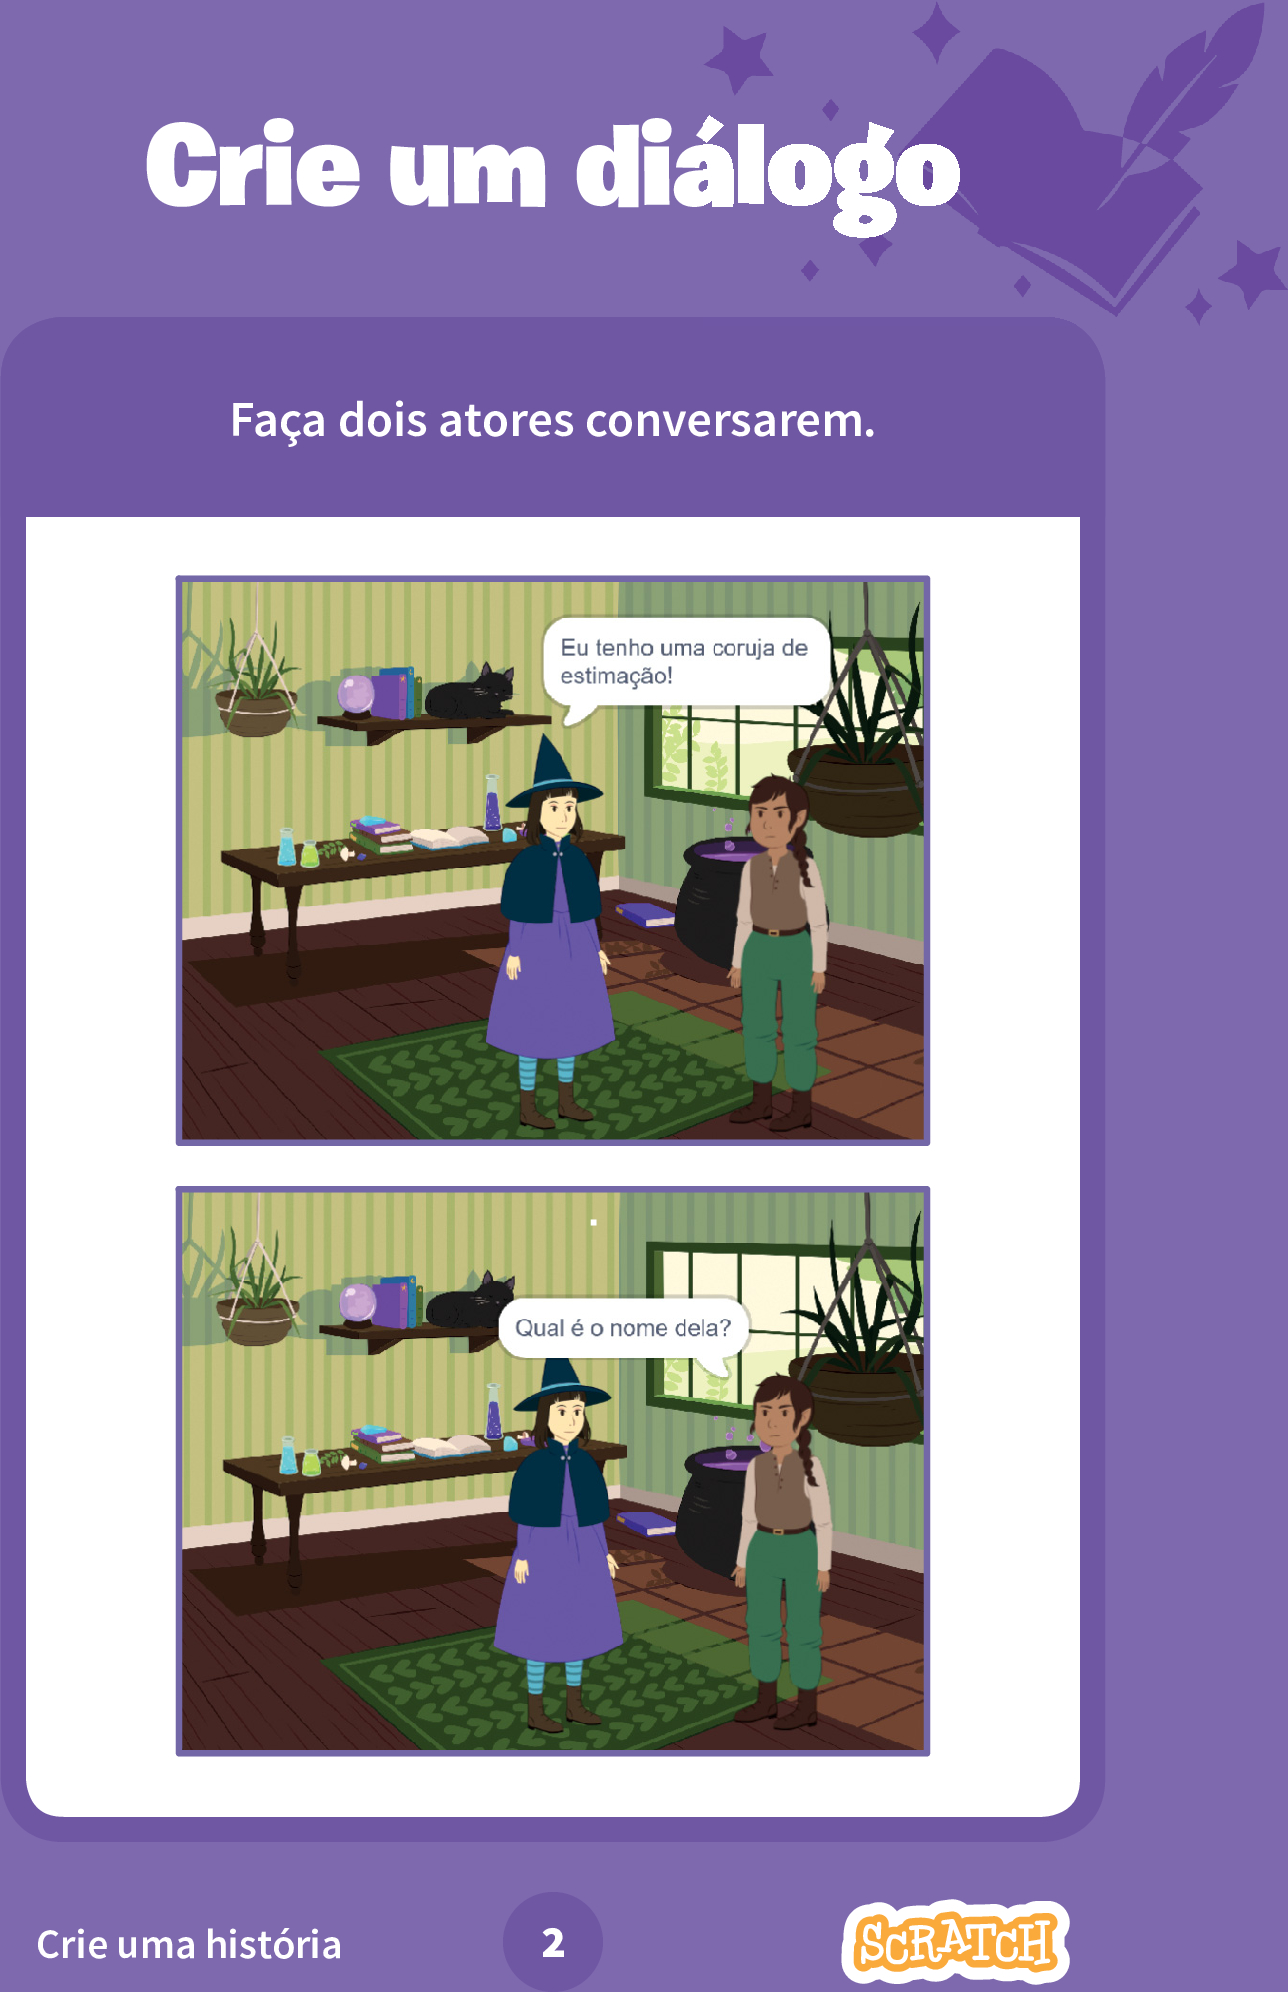 Crie um diálogo
Faça dois atores conversarem.
Eu tenho uma coruja de
estimação!
Qual é o nome dela?
Crie uma história
2
SCRATCH